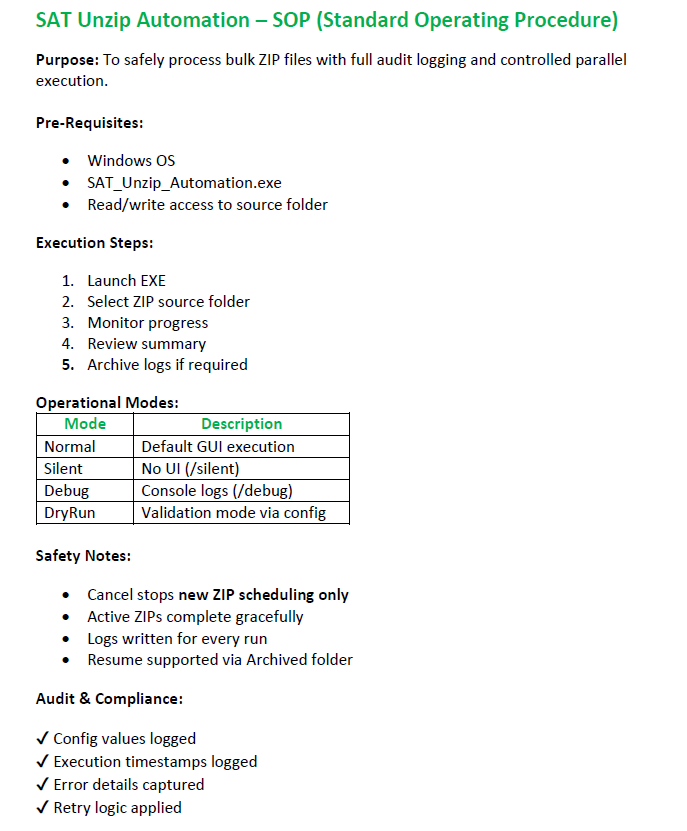 SAT Unzip Automation – SOP (Standard Operating Procedure)
Purpose: To safely process bulk ZIP files with full audit logging and controlled parallel
execution.
Pre-Requisites:
• Windows OS
• SAT_Unzip_Automation.exe
• Read/write access to source folder
Execution Steps:
1. Launch EXE
2. Select ZIP source folder
3. Monitor progress
4. Review summary
5. Archive logs if required
Operational Modes:
Mode Description
Normal Default GUI execution
Silent No UI (/silent)
Debug Console logs (/debug)
DryRun Validation mode via config
Safety Notes:
• Cancel stops new ZIP scheduling only
• Active ZIPs complete gracefully
• Logs written for every run
• Resume supported via Archived folder
Audit & Compliance:
✓ Config values logged
✓ Execution timestamps logged
✓ Error details captured
✓ Retry logic applied